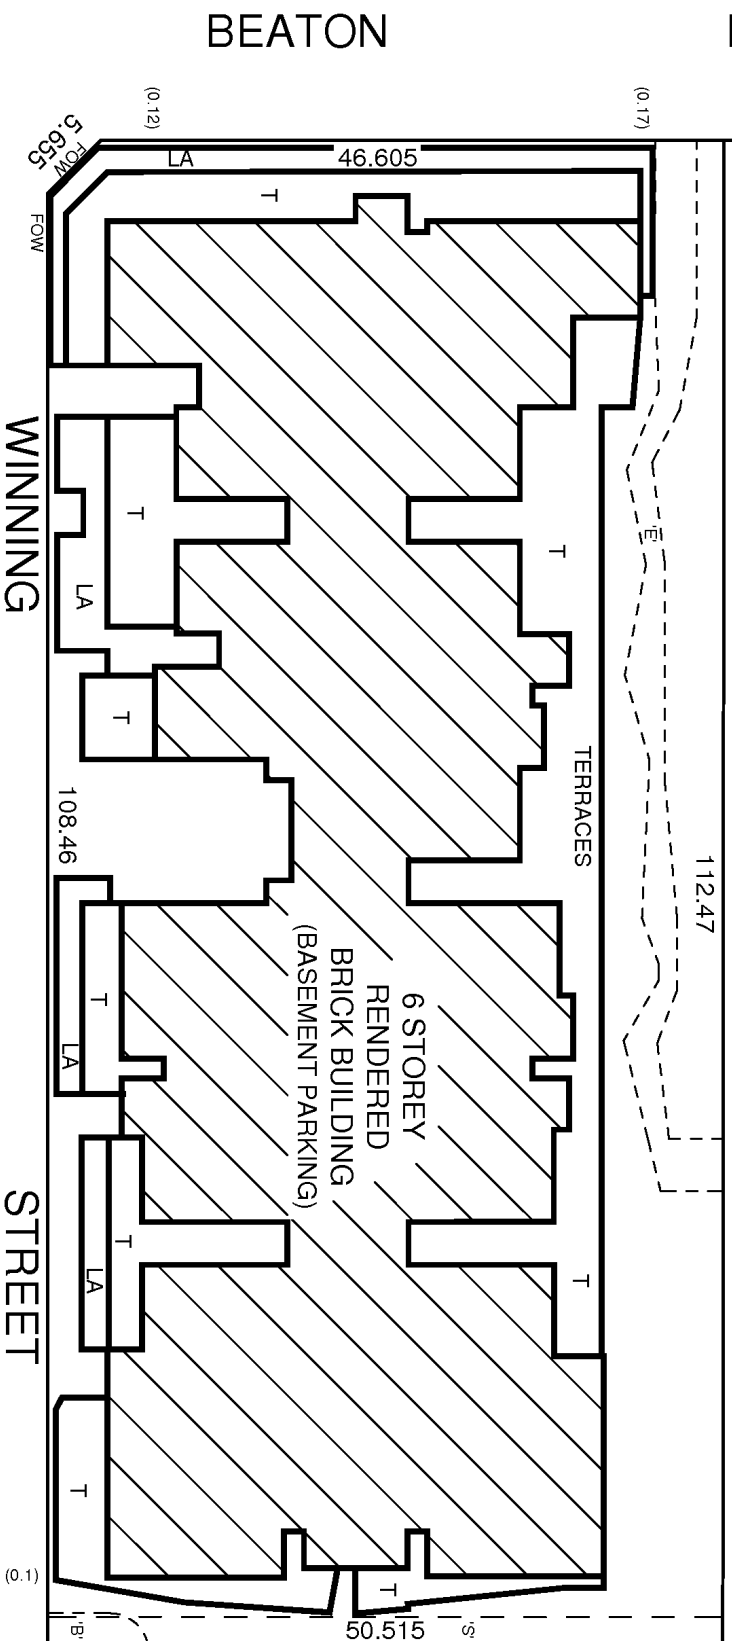 BEATON
(0.12)
(0.17)
5.655
FOW
LA
46.605
T
FOW
WINNING
T
T
'E'
LA
T
TERRACES
108.46
112.47
6 STOREY
RENDERED
BRICK BUILDING
(BASEMENT PARKING)
T
LA
STREET
T
LA
T
T
(0.1)
T
'B'
50.515
'S'